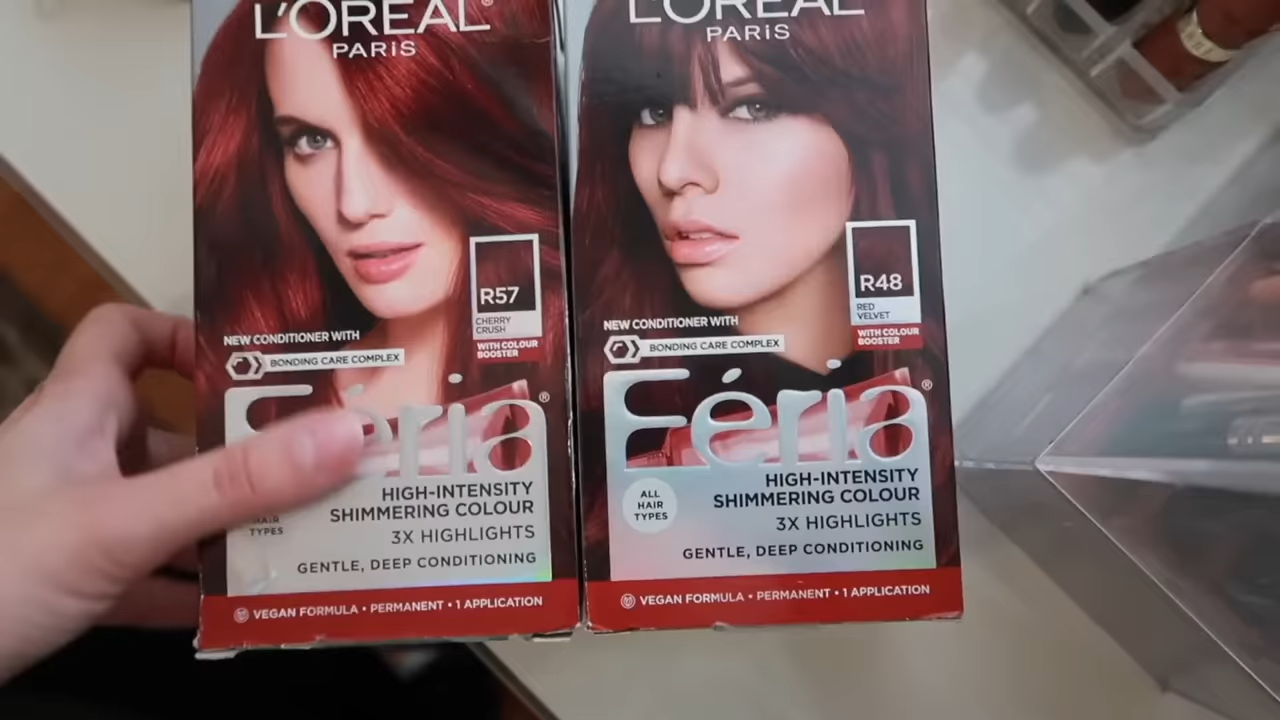 L'ORÉAL®
PARIS
R57
CHERRY
CRUSH
WITH COLOUR
BOOSTER
NEW CONDITIONER WITH
BONDING CARE COMPLEX
Féria®
HAIR
TYPES
HIGH-INTENSITY
SHIMMERING COLOUR
3X HIGHLIGHTS
GENTLE, DEEP CONDITIONING
VEGAN FORMULA • PERMANENT • 1 APPLICATION
L'ORÉAL
PARIS
R48
RED
VELVET
WITH COLOUR
BOOSTER
NEW CONDITIONER WITH
BONDING CARE COMPLEX
Féria®
ALL
HAIR
TYPES
HIGH-INTENSITY
SHIMMERING COLOUR
3X HIGHLIGHTS
GENTLE, DEEP CONDITIONING
VEGAN FORMULA • PERMANENT • 1 APPLICATION